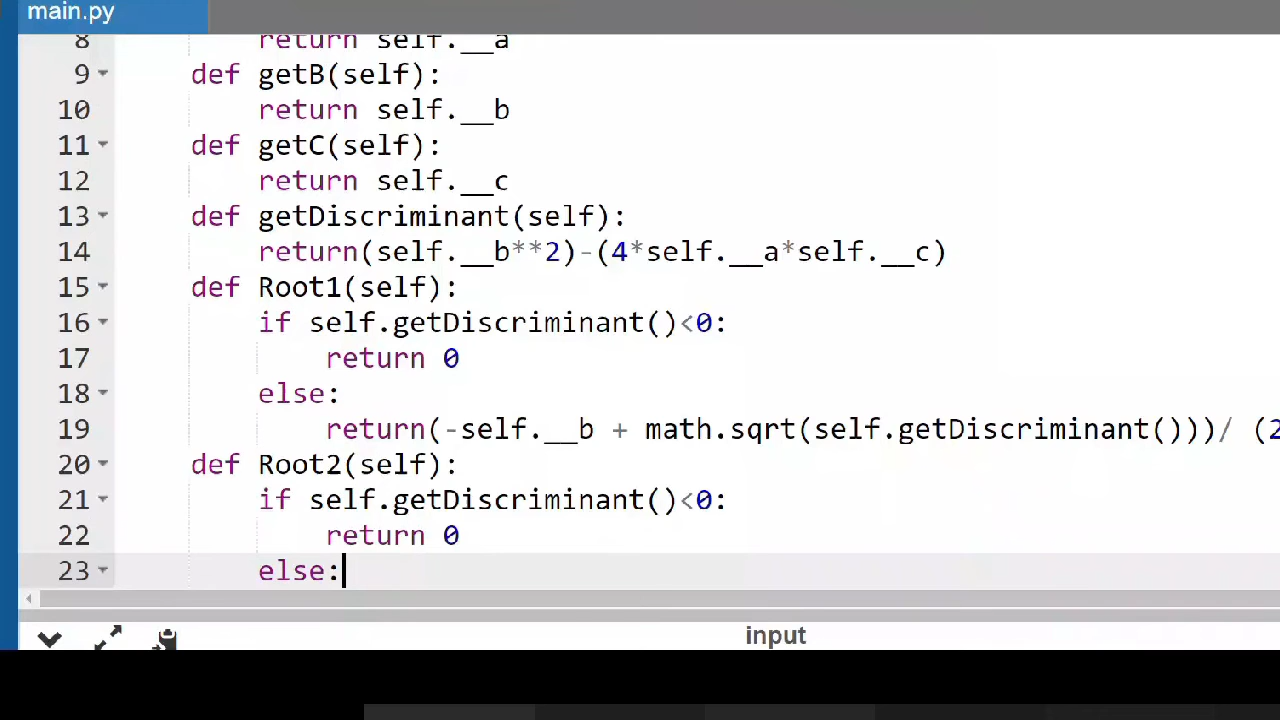 main.py
8 return self.__a
9 def getB(self):
10 return self.__b
11 def getC(self):
12 return self.__c
13 def getDiscriminant(self):
14 return(self.__b**2)-(4*self.__a*self.__c)
15 def Root1(self):
16 if self.getDiscriminant()<0:
17 return 0
18 else:
19 return(-self.__b + math.sqrt(self.getDiscriminant()))/ (2
20 def Root2(self):
21 if self.getDiscriminant()<0:
22 return 0
23 else:
input